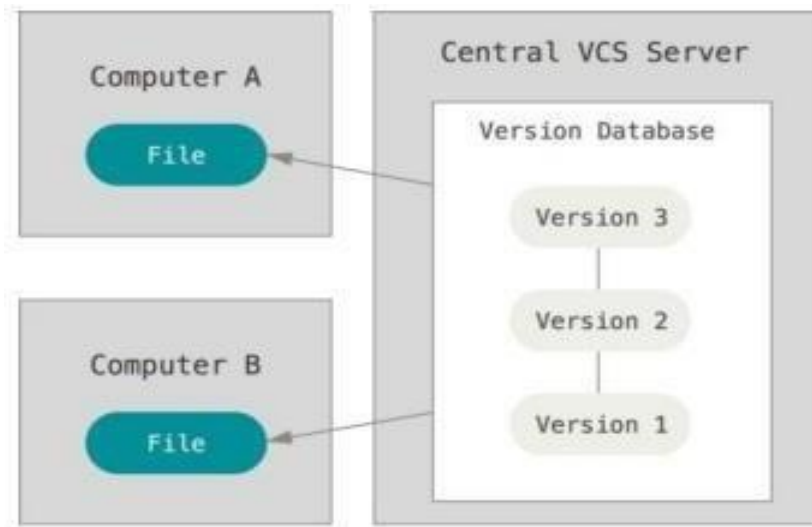 Computer A
File
Computer B
File
Central VCS Server
Version Database
Version 3
Version 2
Version 1